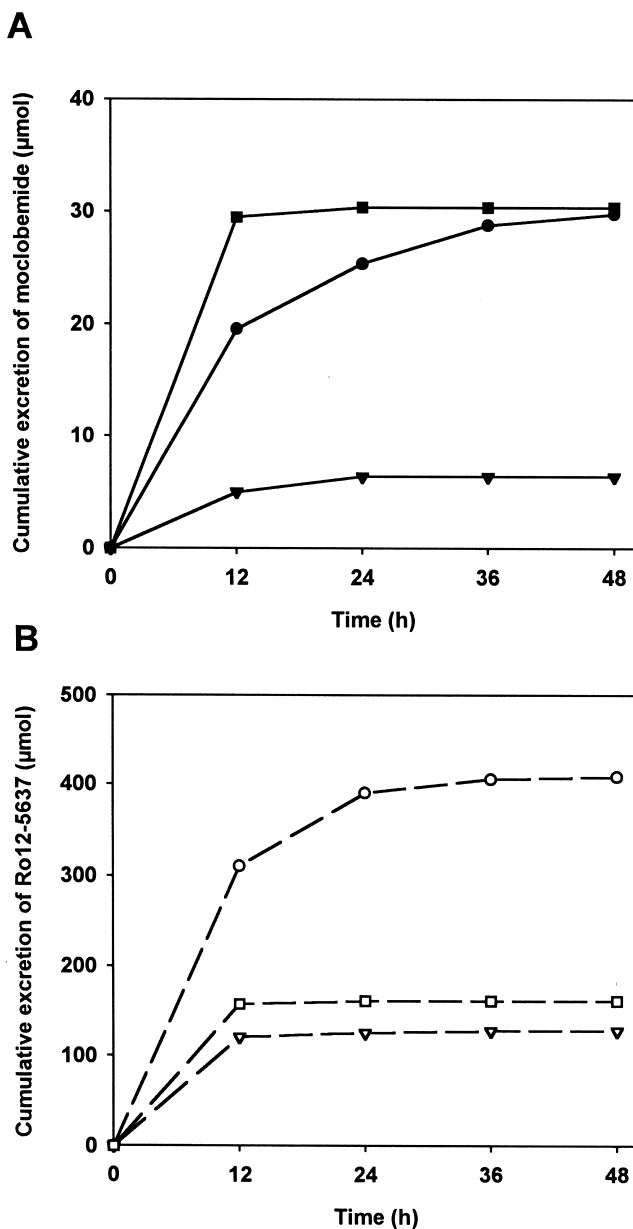 A
Cumulative excretion of moclobemide (µmol)
40
30
20
10
0
0 12 24 36 48
Time (h)
B
Cumulative excretion of Ro12-5637 (µmol)
500
400
300
200
100
0
0 12 24 36 48
Time (h)